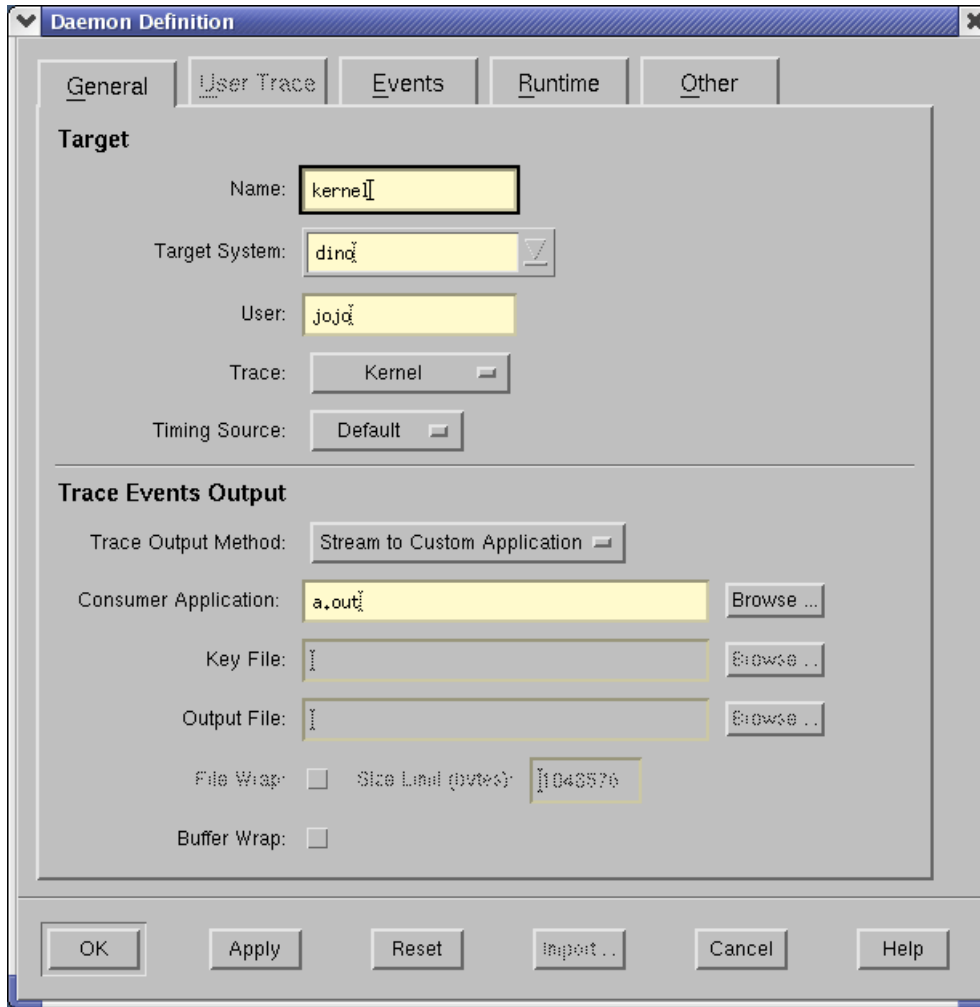 Daemon Definition
General User Trace Events Runtime Other
Target
Name: kernel
Target System: dino
User: jojo
Trace: Kernel
Timing Source: Default
Trace Events Output
Trace Output Method: Stream to Custom Application
Consumer Application: a.out Browse ...
Key File: Browse ..
Output File: Browse ..
File Wrap: Size Limit (bytes): 1048576
Buffer Wrap:
OK Apply Reset Import .. Cancel Help